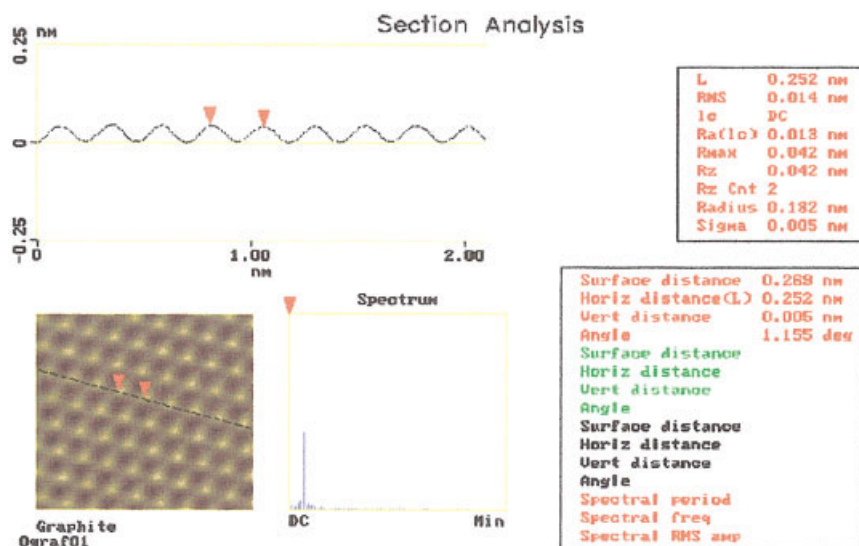 Section Analysis
nm
0.25
0
-0.25
0 1.00 2.00
nm
L 0.252 nm
RMS 0.014 nm
lc DC
Ra(lc) 0.013 nm
Rmax 0.042 nm
Rz 0.042 nm
Rz Cnt 2
Radius 0.182 nm
Sigma 0.005 nm
Surface distance 0.269 nm
Horiz distance(L) 0.252 nm
Vert distance 0.005 nm
Angle 1.155 deg
Surface distance
Horiz distance
Vert distance
Angle
Surface distance
Horiz distance
Vert distance
Angle
Spectral period
Spectral freq
Spectral RMS amp
Spectrum
DC Min
Graphite
Ograf01